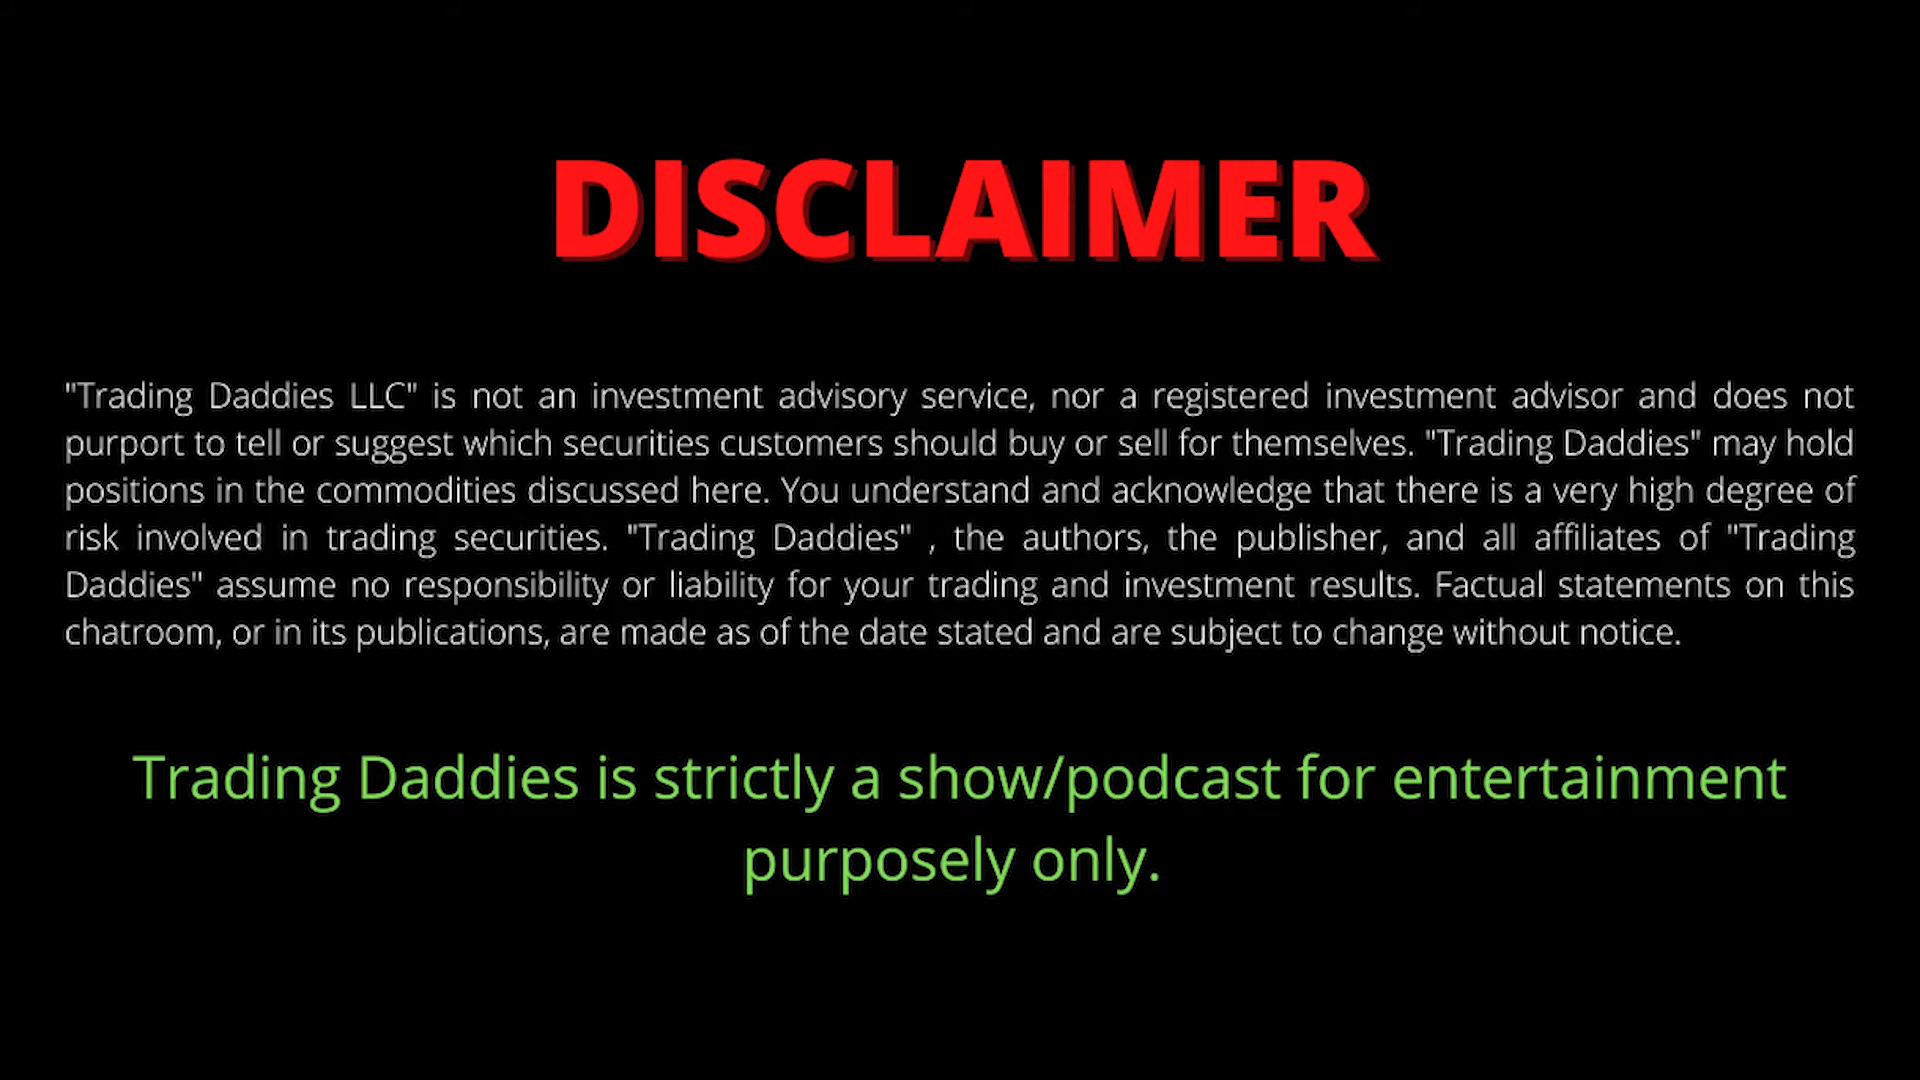 DISCLAIMER
"Trading Daddies LLC" is not an investment advisory service, nor a registered investment advisor and does not
purport to tell or suggest which securities customers should buy or sell for themselves. "Trading Daddies" may hold
positions in the commodities discussed here. You understand and acknowledge that there is a very high degree of
risk involved in trading securities. "Trading Daddies" , the authors, the publisher, and all affiliates of "Trading
Daddies" assume no responsibility or liability for your trading and investment results. Factual statements on this
chatroom, or in its publications, are made as of the date stated and are subject to change without notice.
Trading Daddies is strictly a show/podcast for entertainment
purposely only.